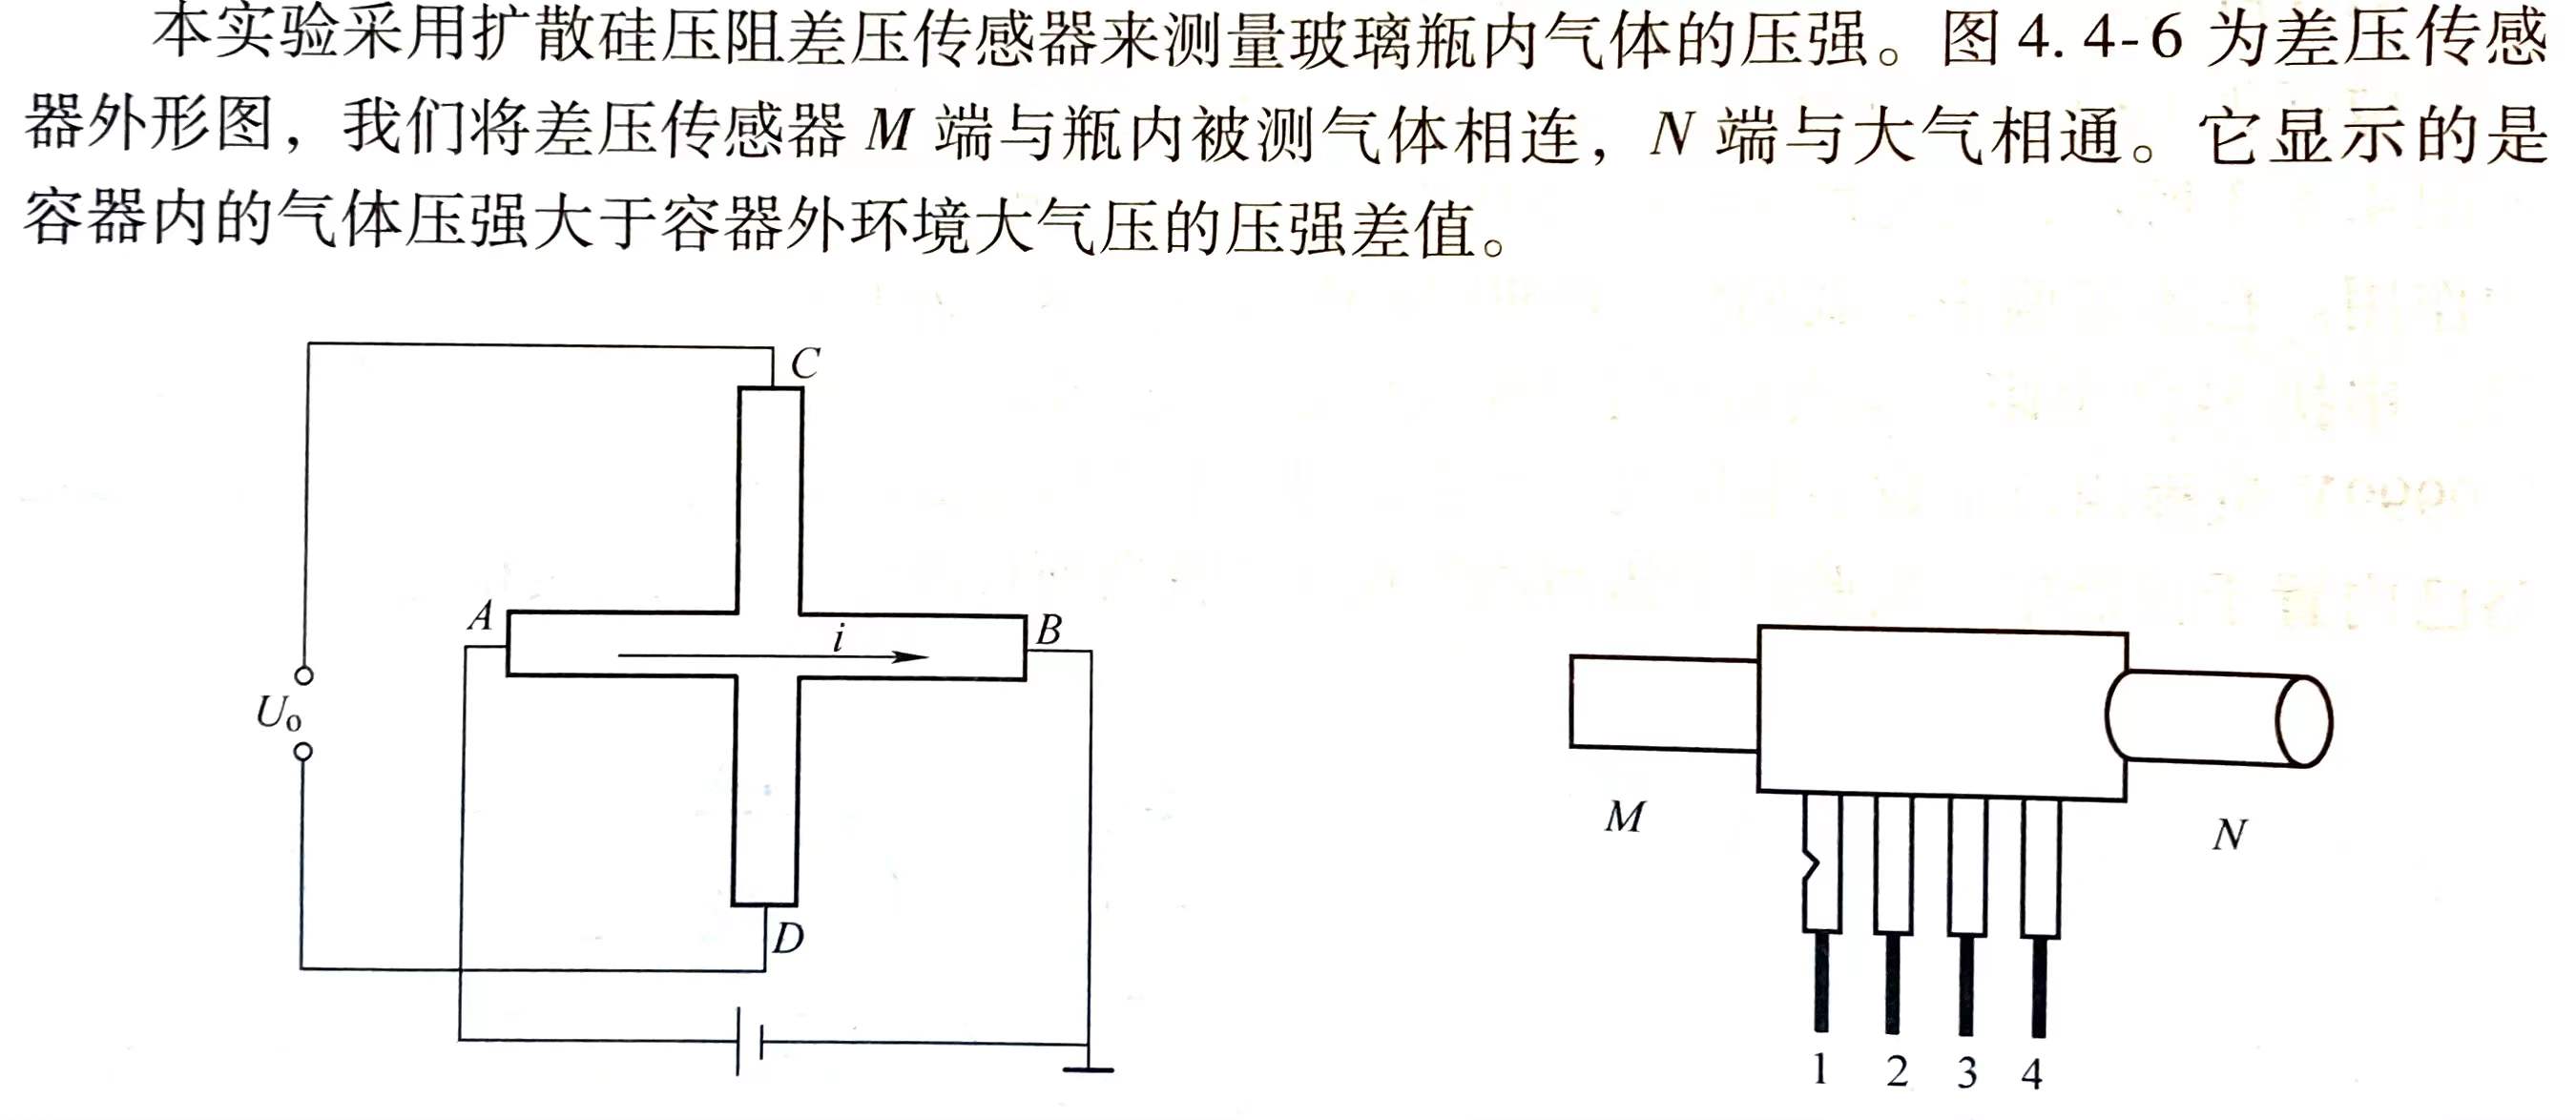 本实验采用扩散硅压阻差压传感器来测量玻璃瓶内气体的压强。图 4.4-6 为差压传感
器外形图，我们将差压传感器 M 端与瓶内被测气体相连，N 端与大气相通。它显示的是
容器内的气体压强大于容器外环境大气压的压强差值。
C
A
i
B
U₀
D
M
N
1 2 3 4